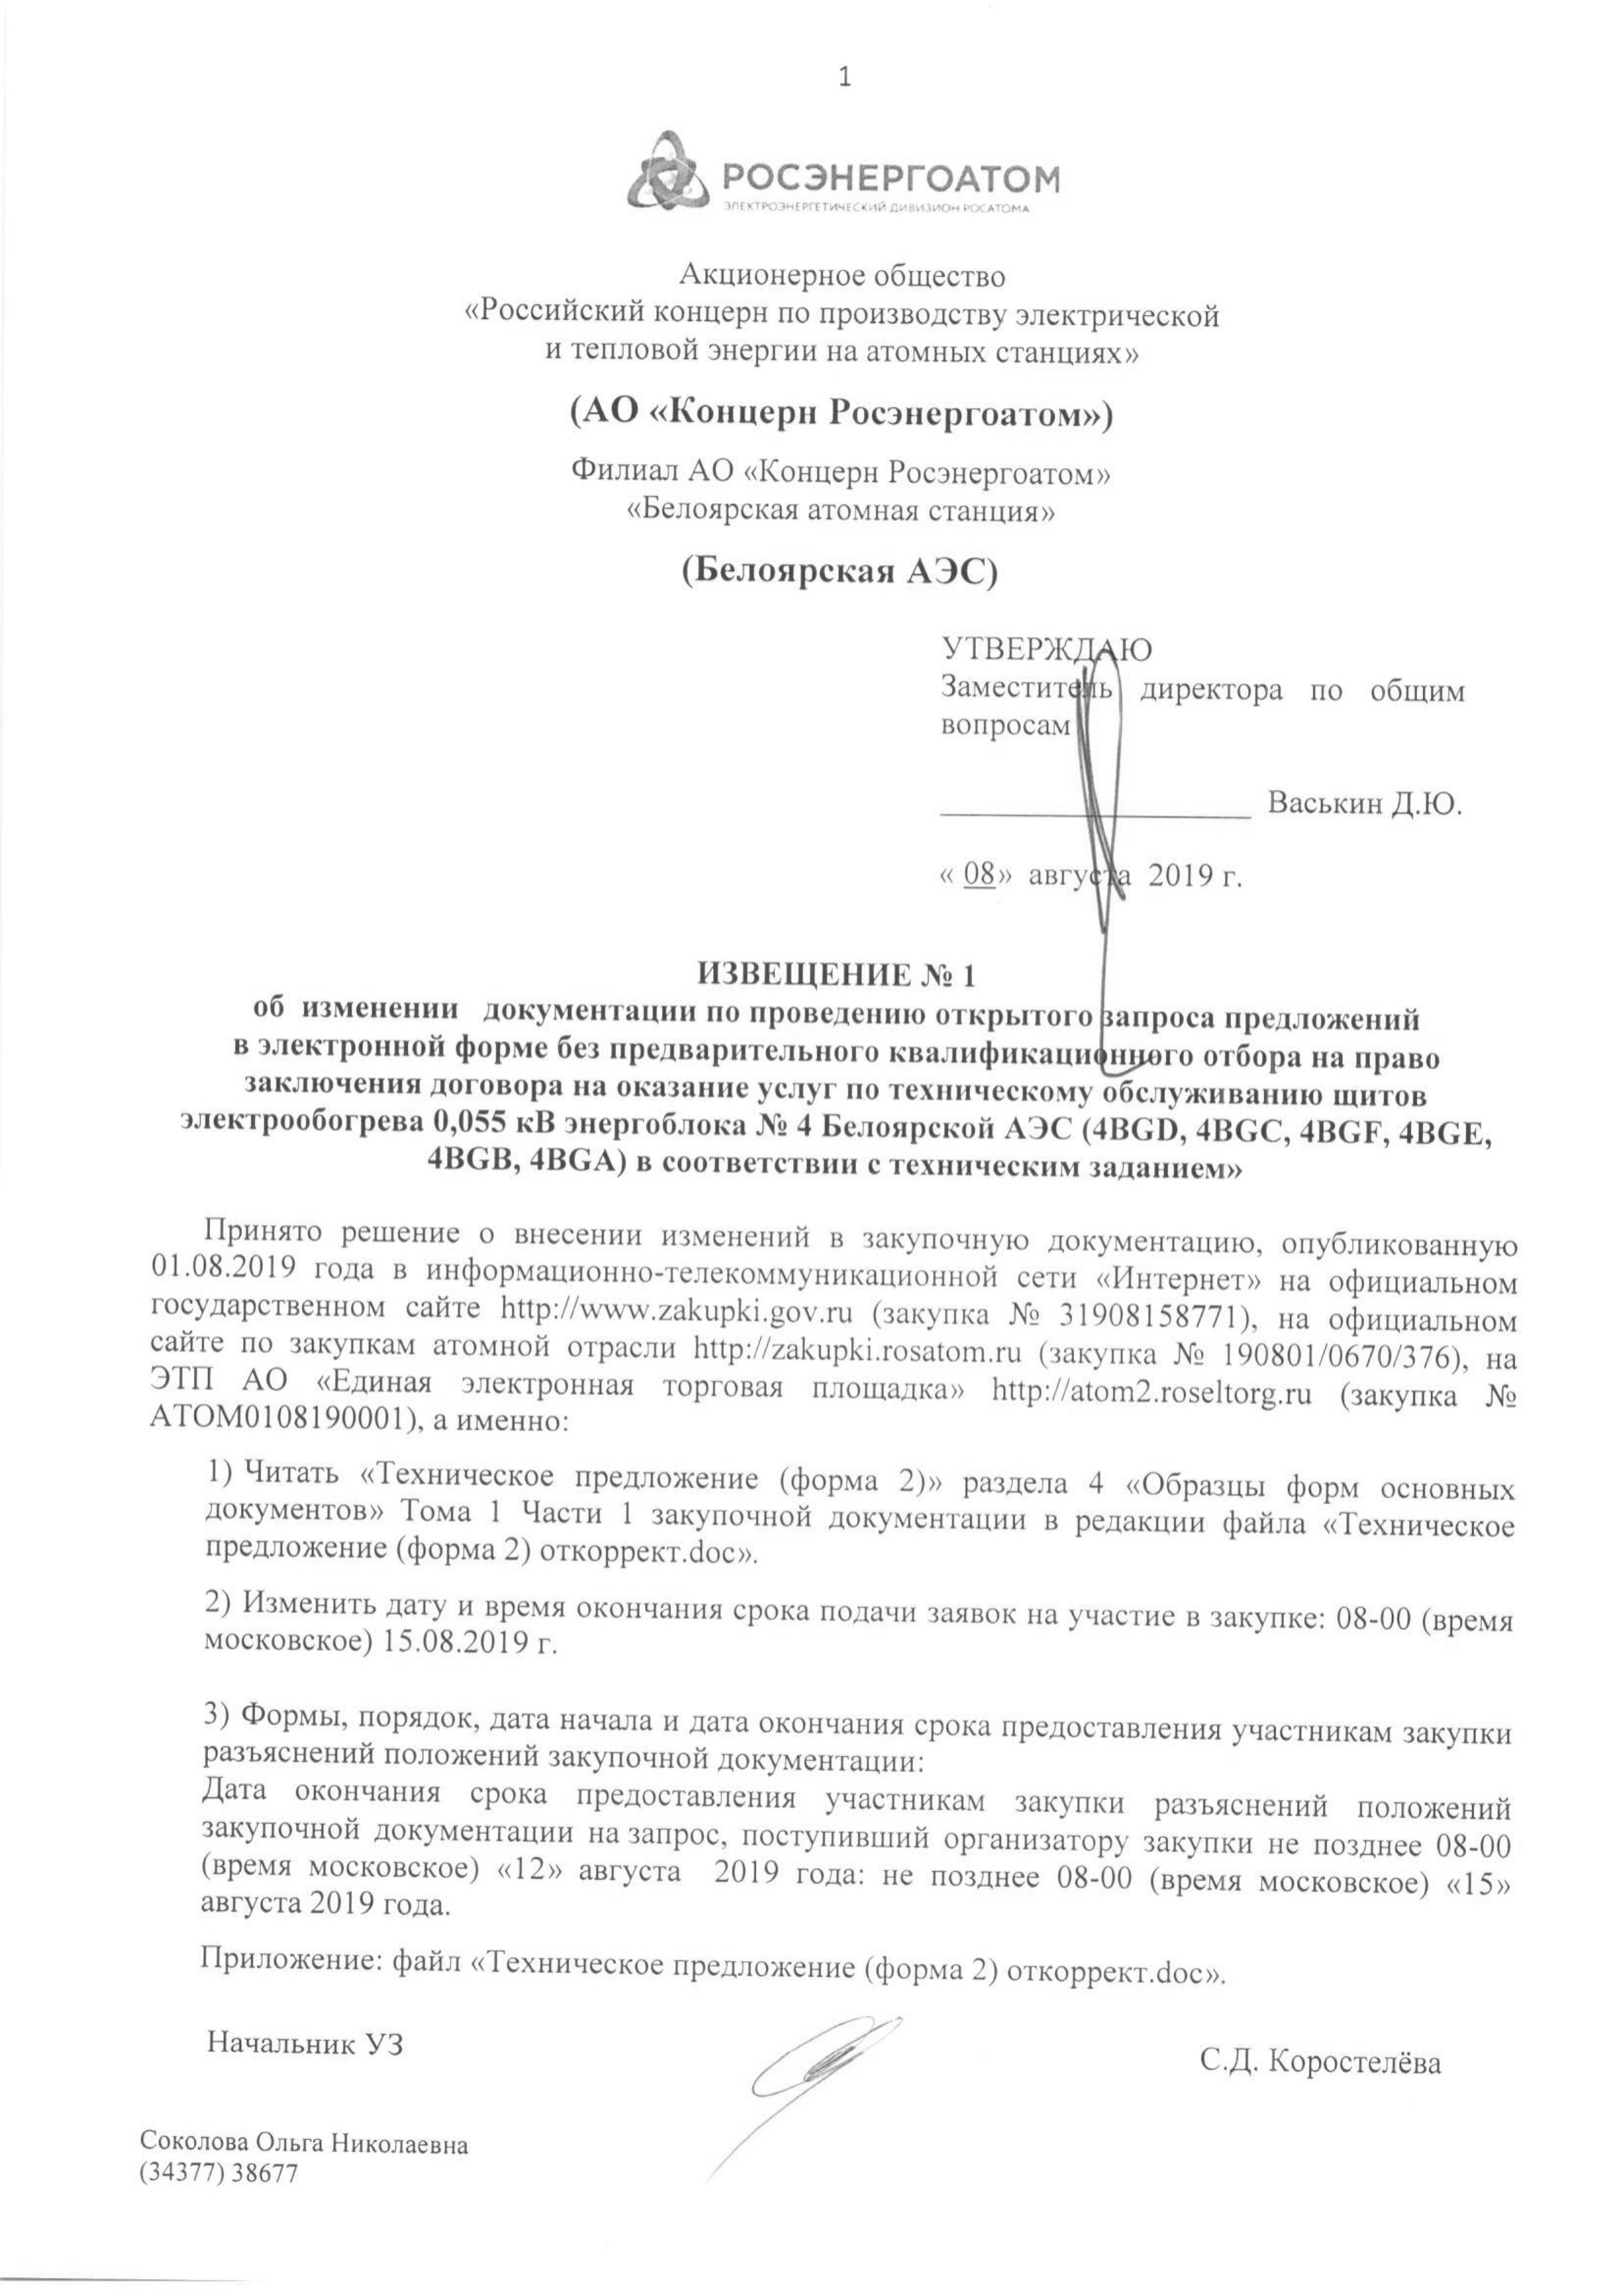 1
РОСЭНЕРГОАТОМ
ЭЛЕКТРОЭНЕРГЕТИЧЕСКИЙ ДИВИЗИОН РОСАТОМА
Акционерное общество
«Российский концерн по производству электрической
и тепловой энергии на атомных станциях»
(АО «Концерн Росэнергоатом»)
Филиал АО «Концерн Росэнергоатом»
«Белоярская атомная станция»
(Белоярская АЭС)
УТВЕРЖДАЮ
Заместитель директора по общим
вопросам
Васькин Д.Ю.
« 08» августа 2019 г.
ИЗВЕЩЕНИЕ № 1
об изменении документации по проведению открытого запроса предложений
в электронной форме без предварительного квалификационного отбора на право
заключения договора на оказание услуг по техническому обслуживанию щитов
электрообогрева 0,055 кВ энергоблока № 4 Белоярской АЭС (4BGD, 4BGC, 4BGF, 4BGE,
4BGB, 4BGA) в соответствии с техническим заданием»
Принято решение о внесении изменений в закупочную документацию, опубликованную
01.08.2019 года в информационно-телекоммуникационной сети «Интернет» на официальном
государственном сайте http://www.zakupki.gov.ru (закупка № 31908158771), на официальном
сайте по закупкам атомной отрасли http://zakupki.rosatom.ru (закупка № 190801/0670/376), на
ЭТП АО «Единая электронная торговая площадка» http://atom2.roseltorg.ru (закупка №
ATOM0108190001), а именно:
1) Читать «Техническое предложение (форма 2)» раздела 4 «Образцы форм основных
документов» Тома 1 Части 1 закупочной документации в редакции файла «Техническое
предложение (форма 2) откоррект.doc».
2) Изменить дату и время окончания срока подачи заявок на участие в закупке: 08-00 (время
московское) 15.08.2019 г.
3) Формы, порядок, дата начала и дата окончания срока предоставления участникам закупки
разъяснений положений закупочной документации:
Дата окончания срока предоставления участникам закупки разъяснений положений
закупочной документации на запрос, поступивший организатору закупки не позднее 08-00
(время московское) «12» августа 2019 года: не позднее 08-00 (время московское) «15»
августа 2019 года.
Приложение: файл «Техническое предложение (форма 2) откоррект.doc».
Начальник УЗ
С.Д. Коростелёва
Соколова Ольга Николаевна
(34377) 38677